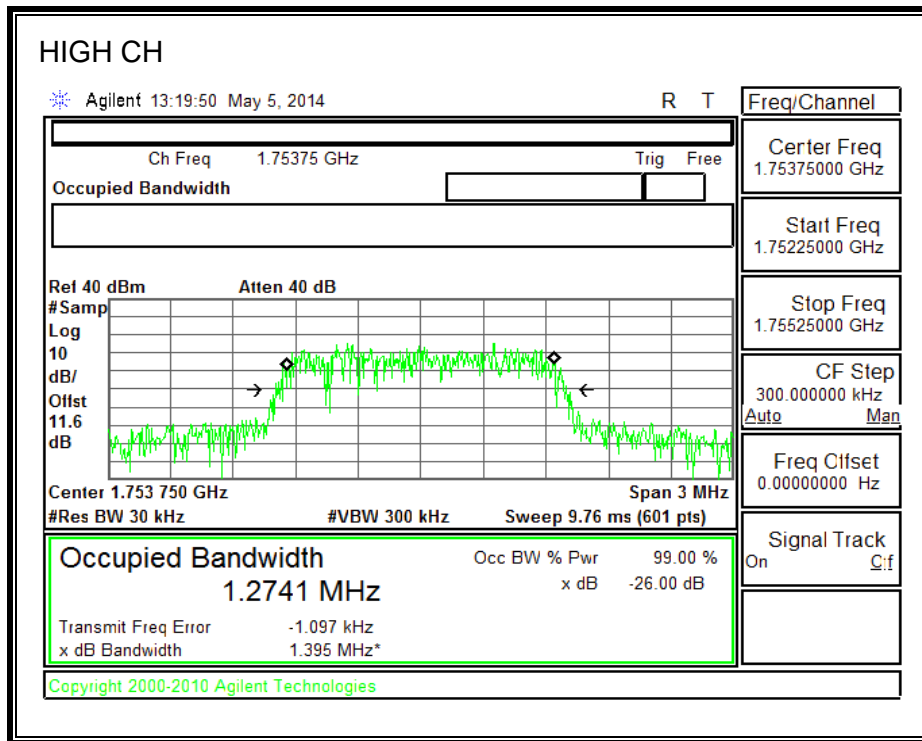 HIGH CH
Agilent 13:19:50 May 5, 2014 R T
Freq/Channel
Ch Freq 1.75375 GHz Trig Free
Occupied Bandwidth
Center Freq
1.75375000 GHz
Start Freq
1.75225000 GHz
Stop Freq
1.75525000 GHz
CF Step
300.000000 kHz
Auto Man
Freq Offset
0.00000000 Hz
Signal Track
On Off
Ref 40 dBm Atten 40 dB
#Samp
Log
10
dB/
Offst
11.6
dB
Center 1.753 750 GHz Span 3 MHz
#Res BW 30 kHz #VBW 300 kHz Sweep 9.76 ms (601 pts)
Occupied Bandwidth Occ BW % Pwr 99.00 %
1.2741 MHz x dB -26.00 dB
Transmit Freq Error -1.097 kHz
x dB Bandwidth 1.395 MHz*
Copyright 2000-2010 Agilent Technologies